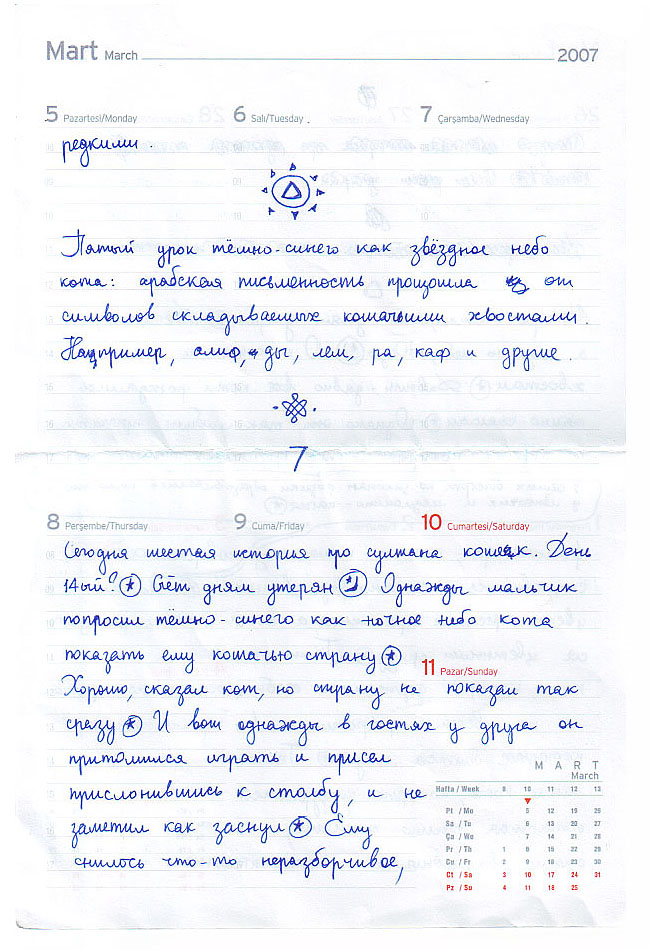 Mart March 2007
5 Pazartesi/Monday 6 Salı/Tuesday 7 Çarşamba/Wednesday
редкими.
Пятый урок тёмно-синего как звёздное небо
кота: арабская письменность прошошла от
символов складываемых кошачьими хвостами.
Например, алиф, ды, лем, ра, каф и другие.
7
8 Perşembe/Thursday 9 Cuma/Friday 10 Cumartesi/Saturday
Сегодня шестая история про султана кошек. День
14ый? Счёт дням утерян Однажды мальчик
попросил тёмно-синего как ночное небо кота
показать ему кошачью страну
11 Pazar/Sunday
Хорошо, сказал кот, но страну не показал так
сразу И вот однажды в гостях у друга он
притомился играть и присел
прислонившись к столбу, и не
заметил как заснул Ему
снилось что-то неразборчивое,
M A R T
March
Hafta / Week 8 9 10 11 12 13
Pt / Mo 5 12 19 26
Sa / Tu 6 13 20 27
Ça / We 7 14 21 28
Pr / Th 1 8 15 22 29
Cu / Fr 2 9 16 23 30
Ct / Sa 3 10 17 24 31
Pz / Su 4 11 18 25